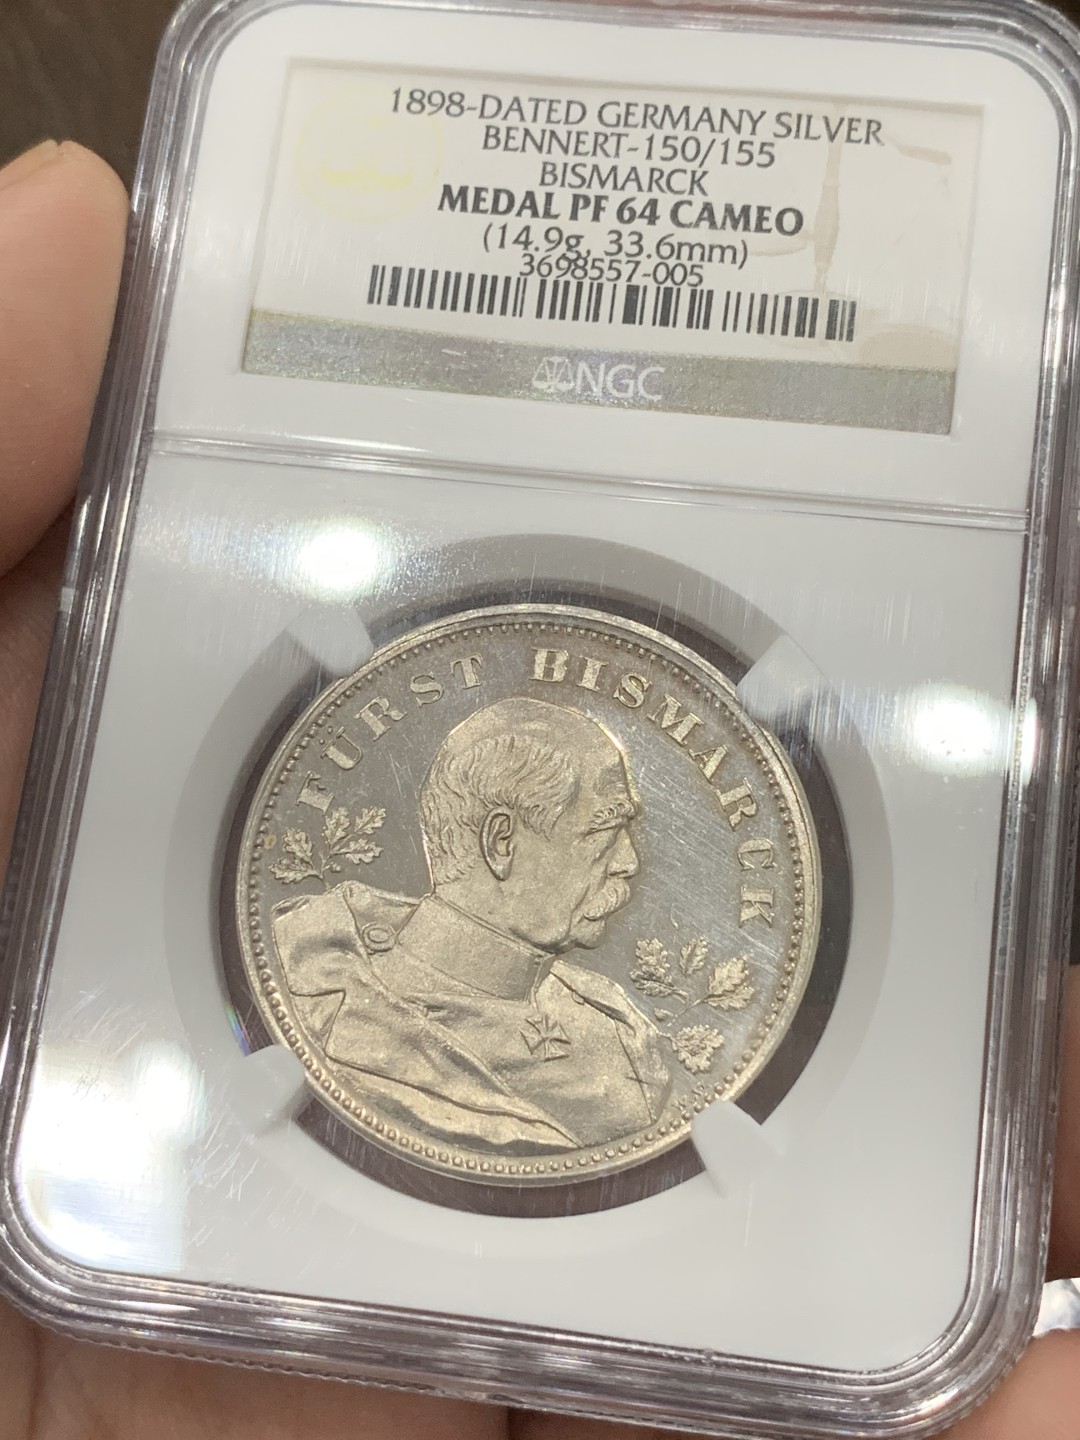 1898-DATED GERMANY SILVER
BENNERT-150/155
BISMARCK
MEDAL PF 64 CAMEO
(14.9g, 33.6mm)
3698557-005
NGC
FÜRST BISMARCK